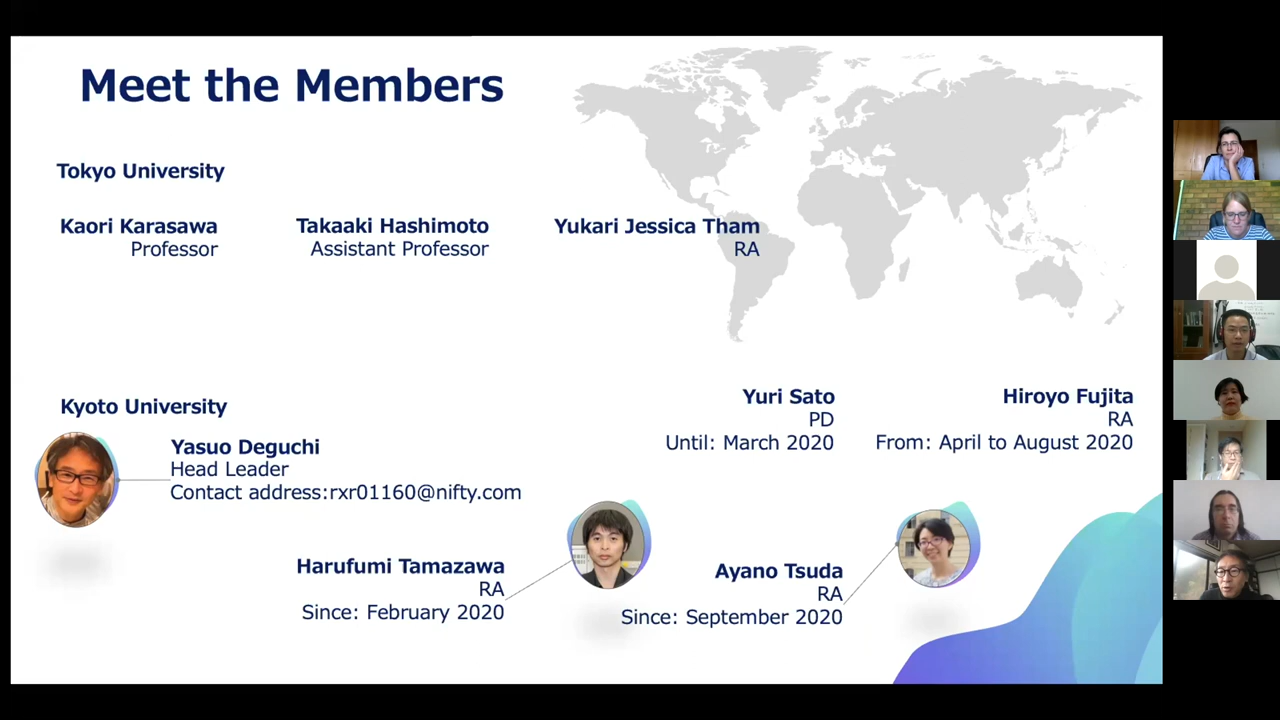 Meet the Members
Tokyo University
Kaori Karasawa
Professor
Takaaki Hashimoto
Assistant Professor
Yukari Jessica Tham
RA
Kyoto University
Yasuo Deguchi
Head Leader
Contact address:rxr01160@nifty.com
Yuri Sato
PD
Until: March 2020
Hiroyo Fujita
RA
From: April to August 2020
Harufumi Tamazawa
RA
Since: February 2020
Ayano Tsuda
RA
Since: September 2020